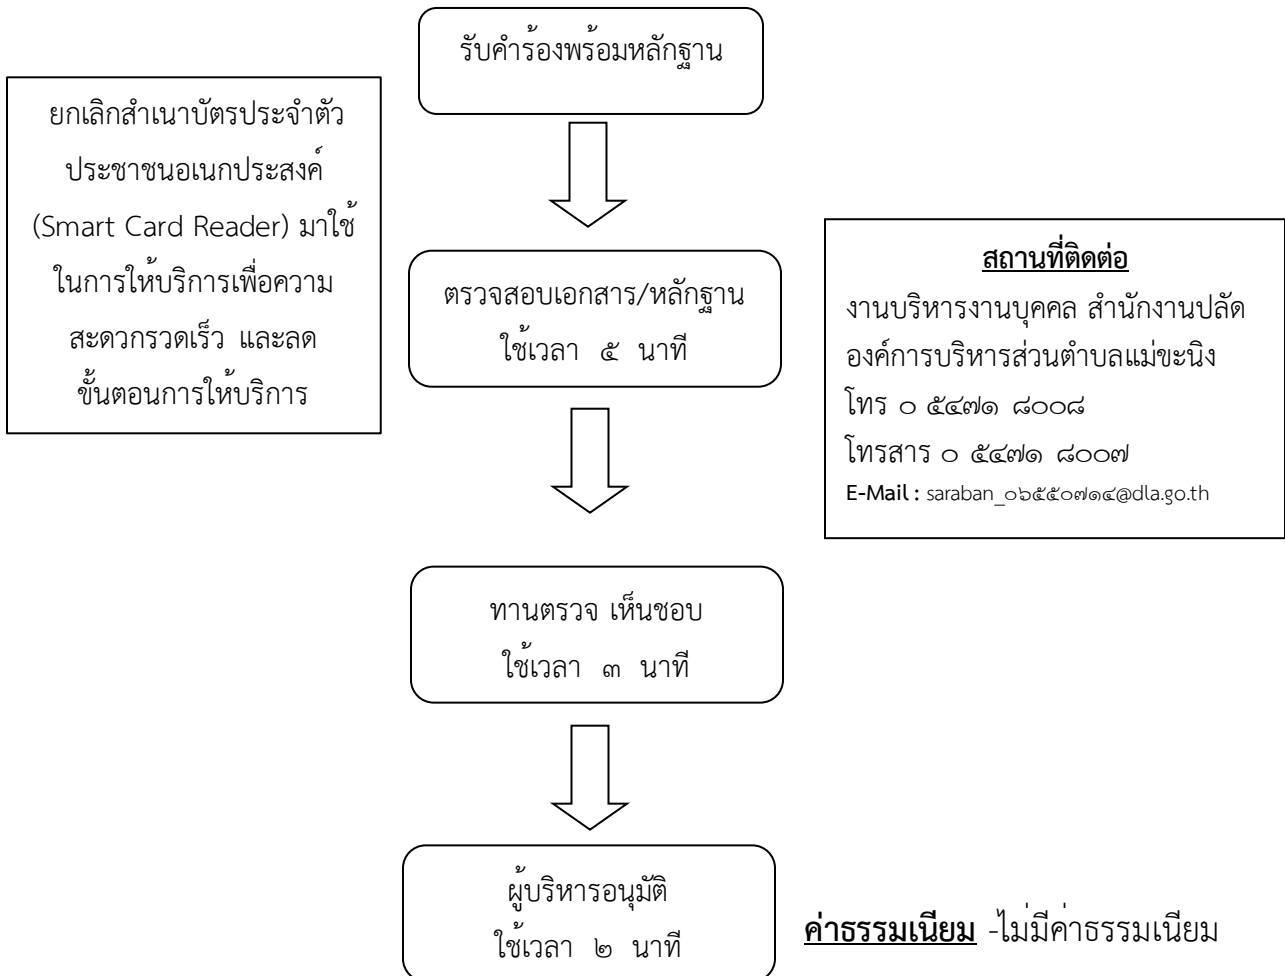 รับคำร้องพร้อมหลักฐาน
ยกเลิกสำเนาบัตรประจำตัว
ประชาชนอเนกประสงค์
(Smart Card Reader) มาใช้
ในการให้บริการเพื่อความ
สะดวกรวดเร็ว และลด
ขั้นตอนการให้บริการ
ตรวจสอบเอกสาร/หลักฐาน
ใช้เวลา ๕ นาที
สถานที่ติดต่อ
งานบริหารงานบุคคล สำนักงานปลัด
องค์การบริหารส่วนตำบลแม่ขะนิง
โทร ๐ ๕๔๗๑ ๘๐๐๘
โทรสาร ๐ ๕๔๗๑ ๘๐๐๗
E-Mail : saraban_๐๖๕๕๐๗๑๔@dla.go.th
ทานตรวจ เห็นชอบ
ใช้เวลา ๓ นาที
ผู้บริหารอนุมัติ
ใช้เวลา ๒ นาที
ค่าธรรมเนียม -ไม่มีค่าธรรมเนียม